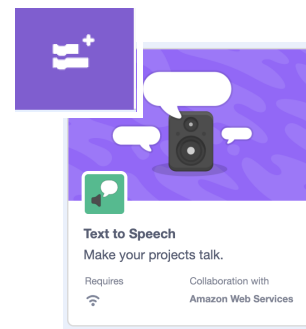 Text to Speech
Make your projects talk.
Requires
Collaboration with
Amazon Web Services